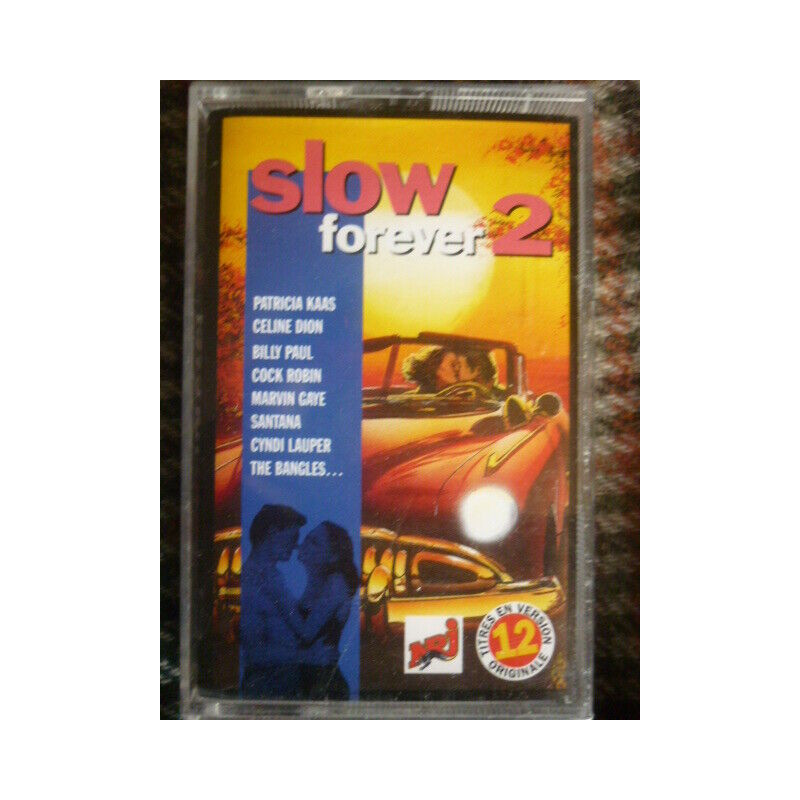 slow
forever 2
PATRICIA KAAS
CELINE DION
BILLY PAUL
COCK ROBIN
MARVIN GAYE
SANTANA
CYNDI LAUPER
THE BANGLES...
NRJ
TITRES EN VERSION
12
ORIGINALE